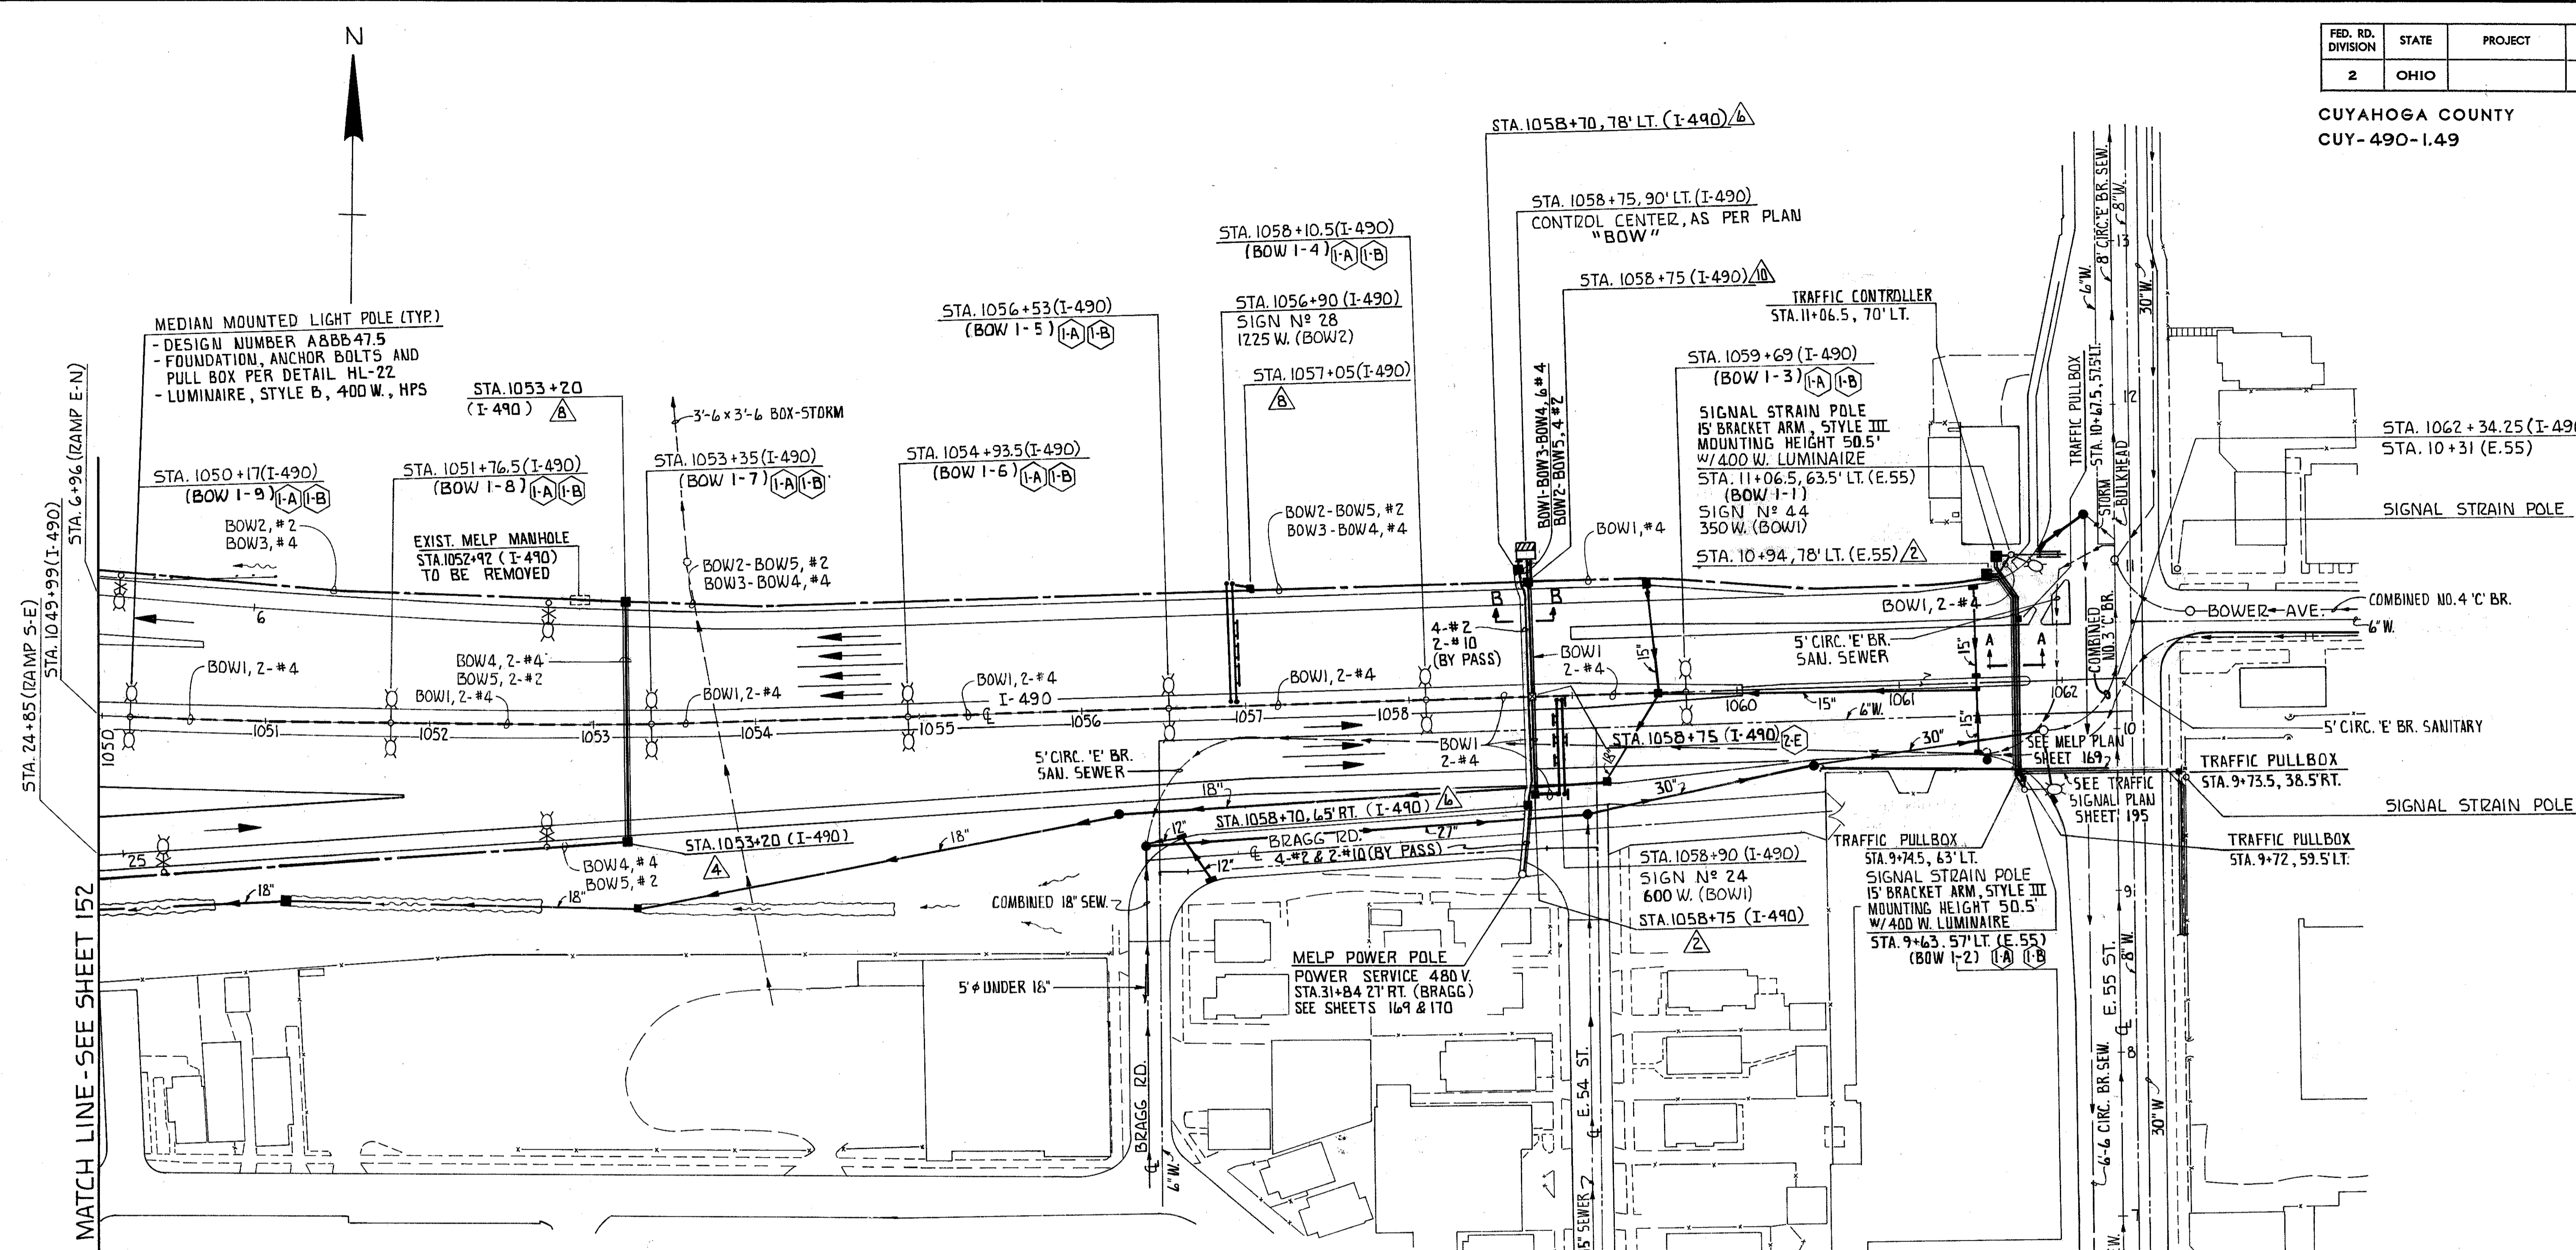 N
FED. RD. DIVISION
STATE
PROJECT
2
OHIO
CUYAHOGA COUNTY
CUY-490-1.49
STA. 1058+70, 78' LT. (I-490) 6
STA. 1058+75, 90' LT. (I-490)
CONTROL CENTER, AS PER PLAN
"BOW"
STA. 1058+10.5 (I-490)
(BOW 1-4) 1-A 1-B
STA. 1058+75 (I-490) 10
STA. 1056+53 (I-490)
(BOW 1-5) 1-A 1-B
STA. 1056+90 (I-490)
SIGN Nº 28
1225 W. (BOW2)
STA. 1057+05 (I-490)
8
TRAFFIC CONTROLLER
STA. 11+06.5, 70' LT.
STA. 1059+69 (I-490)
(BOW 1-3) 1-A 1-B
SIGNAL STRAIN POLE
15' BRACKET ARM, STYLE III
MOUNTING HEIGHT 50.5'
W/400 W. LUMINAIRE
STA. 11+06.5, 63.5' LT. (E.55)
(BOW 1-1)
SIGN Nº 44
350 W. (BOW1)
STA. 10+94, 78' LT. (E.55) 2
MEDIAN MOUNTED LIGHT POLE (TYP.)
- DESIGN NUMBER A8BB47.5
- FOUNDATION, ANCHOR BOLTS AND
PULL BOX PER DETAIL HL-22
- LUMINAIRE, STYLE B, 400 W., HPS
STA. 1053+20
(I-490) 8
3'-6 x 3'-6 BOX-STORM
STA. 1050+17 (I-490)
(BOW 1-9) 1-A 1-B
STA. 1051+76.5 (I-490)
(BOW 1-8) 1-A 1-B
STA. 1053+35 (I-490)
(BOW 1-7) 1-A 1-B
STA. 1054+93.5 (I-490)
(BOW 1-6) 1-A 1-B
BOW2, #2
BOW3, #4
EXIST. MELP MANHOLE
STA. 1052+92 (I-490)
TO BE REMOVED
BOW2-BOW5, #2
BOW3-BOW4, #4
BOW2-BOW5, #2
BOW3-BOW4, #4
BOW1-BOW3-BOW4, 6#4
BOW2-BOW5, 4#2
BOW1, #4
TRAFFIC PULLBOX
STA. 10+67.5, 57.5' LT.
STORM
BULKHEAD
8' CIRC. 'E' BR. SEW.
8" W.
6" W.
30" W.
13
12
11
STA. 1062+34.25 (I-49
STA. 10+31 (E.55)
SIGNAL STRAIN POLE
BOWER AVE.
COMBINED NO.4 'C' BR.
6" W.
COMBINED
NO.3 'C' BR.
STA. 6+96 (RAMP E-N)
STA. 1049+99 (I-490)
STA. 24+85 (RAMP S-E)
MATCH LINE - SEE SHEET 152
6
BOW1, 2-#4
BOW4, 2-#4
BOW5, 2-#2
BOW1, 2-#4
BOW1, 2-#4
BOW1, 2-#4
I-490
BOW1, 2-#4
B
B
4-#2
2-#10
(BY PASS)
BOW1
2-#4
15"
BOW1, 2-#4
5' CIRC. 'E' BR.
SAN. SEWER
15"
A
A
1050
1051
1052
1053
1054
1055
1056
1057
1058
1060
1061
1062
15"
6" W.
15"
10
5' CIRC. 'E' BR. SANITARY
5' CIRC. 'E' BR.
SAN. SEWER
BOW1
2-#4
STA. 1058+75 (I-490) 2-E
30"
SEE MELP PLAN
SHEET 169
SEE TRAFFIC
SIGNAL PLAN
SHEET 195
TRAFFIC PULLBOX
STA. 9+73.5, 38.5' RT.
SIGNAL STRAIN POLE
TRAFFIC PULLBOX
STA. 9+72, 59.5' LT.
18"
18"
30"
STA. 1058+70, 65' RT. (I-490) 6
BRAGG RD.
27"
4-#2 & 2-#10 (BY PASS)
12"
12"
18"
25
BOW4, #4
BOW5, #2
STA. 1053+20 (I-490)
4
18"
18"
COMBINED 18" SEW.
STA. 1058+90 (I-490)
SIGN Nº 24
600 W. (BOW1)
STA. 1058+75 (I-490)
2
TRAFFIC PULLBOX
STA. 9+74.5, 63' LT.
SIGNAL STRAIN POLE
15' BRACKET ARM, STYLE III
MOUNTING HEIGHT 50.5'
W/400 W. LUMINAIRE
STA. 9+63. 57' LT. (E.55)
(BOW 1-2) 1-A 1-B
MELP POWER POLE
POWER SERVICE 480 V.
STA. 31+84 27' RT. (BRAGG)
SEE SHEETS 169 & 170
5' ϕ UNDER 18"
BRAGG RD.
6" W.
E. 54 ST.
15" SEWER
E. 55 ST.
8" W.
6'-6 CIRC. BR. SEW.
30" W
9
8
7